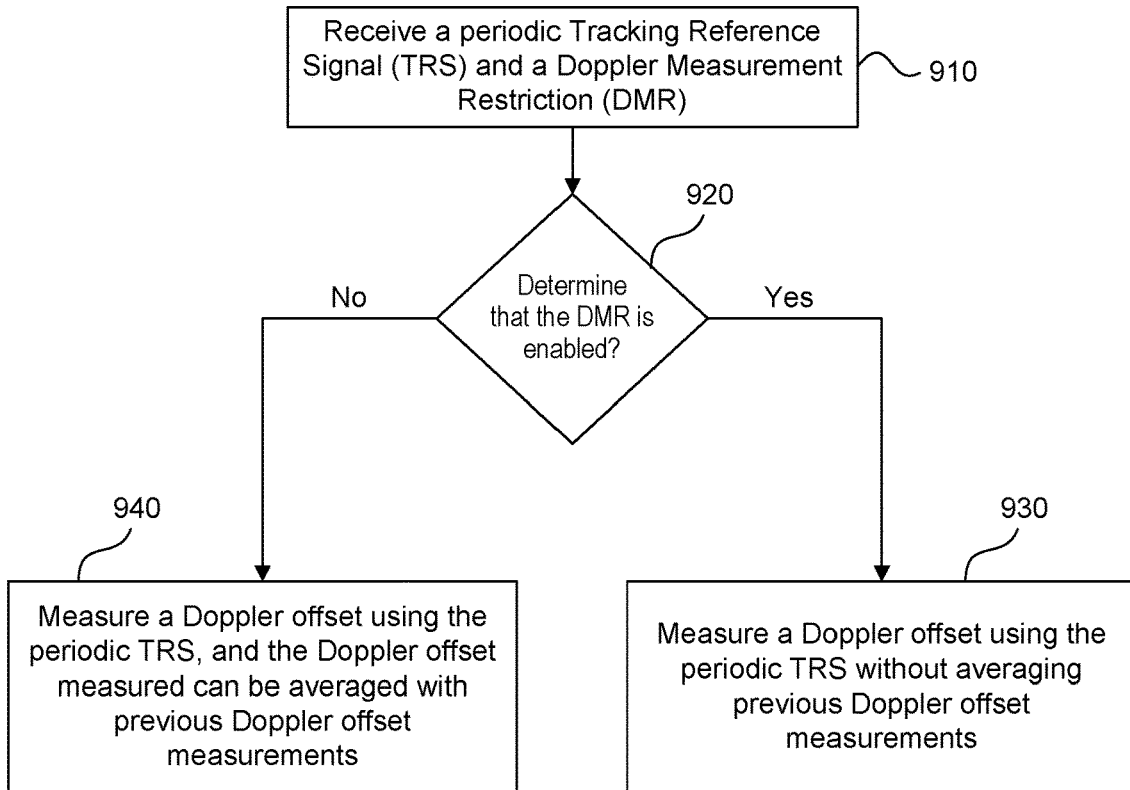 Receive a periodic Tracking Reference
Signal (TRS) and a Doppler Measurement
Restriction (DMR)
910
920
Determine
that the DMR is
enabled?
No
Yes
940
930
Measure a Doppler offset using the
periodic TRS, and the Doppler offset
measured can be averaged with
previous Doppler offset
measurements
Measure a Doppler offset using the
periodic TRS without averaging
previous Doppler offset
measurements